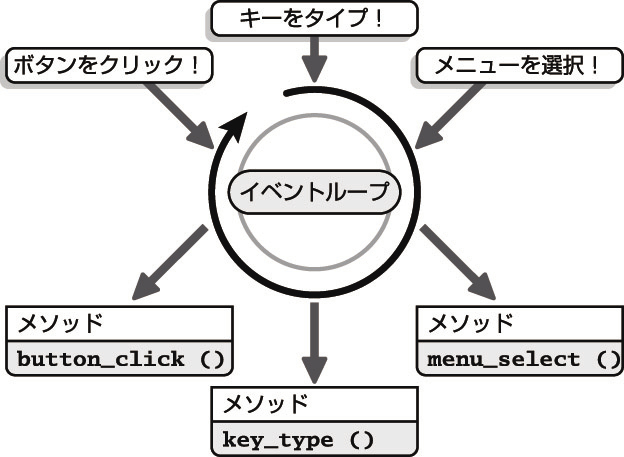 キーをタイプ！
ボタンをクリック！
メニューを選択！
イベントループ
メソッド
button_click ()
メソッド
menu_select ()
メソッド
key_type ()